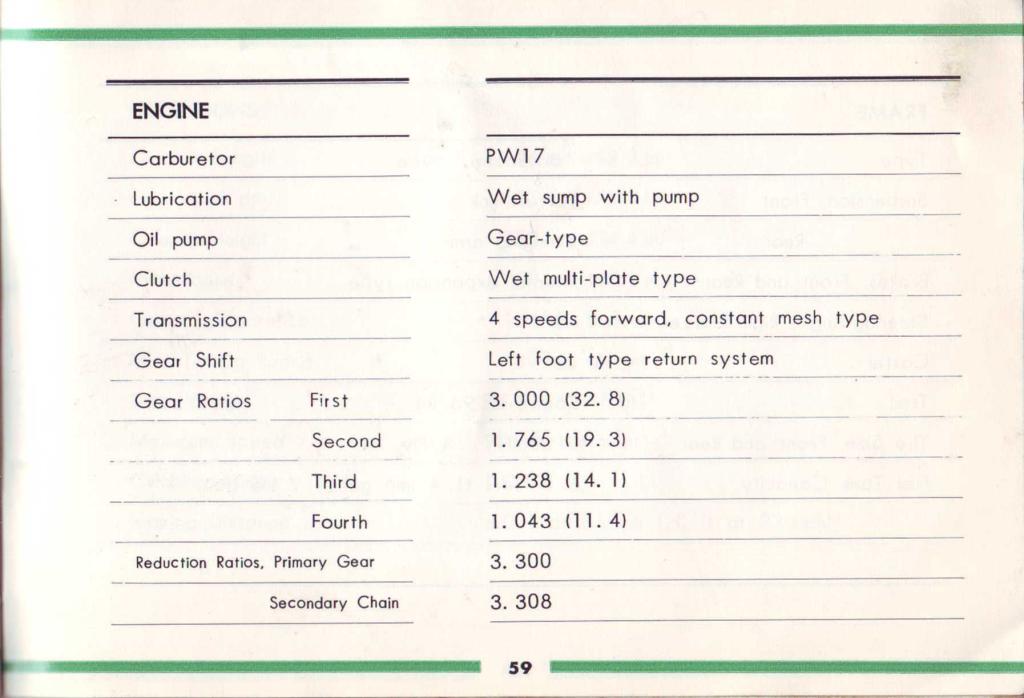 ENGINE
Carburetor PW17
Lubrication Wet sump with pump
Oil pump Gear-type
Clutch Wet multi-plate type
Transmission 4 speeds forward, constant mesh type
Gear Shift Left foot type return system
Gear Ratios First 3. 000 (32. 8)
Second 1. 765 (19. 3)
Third 1. 238 (14. 1)
Fourth 1. 043 (11. 4)
Reduction Ratios, Primary Gear 3. 300
Secondary Chain 3. 308
59